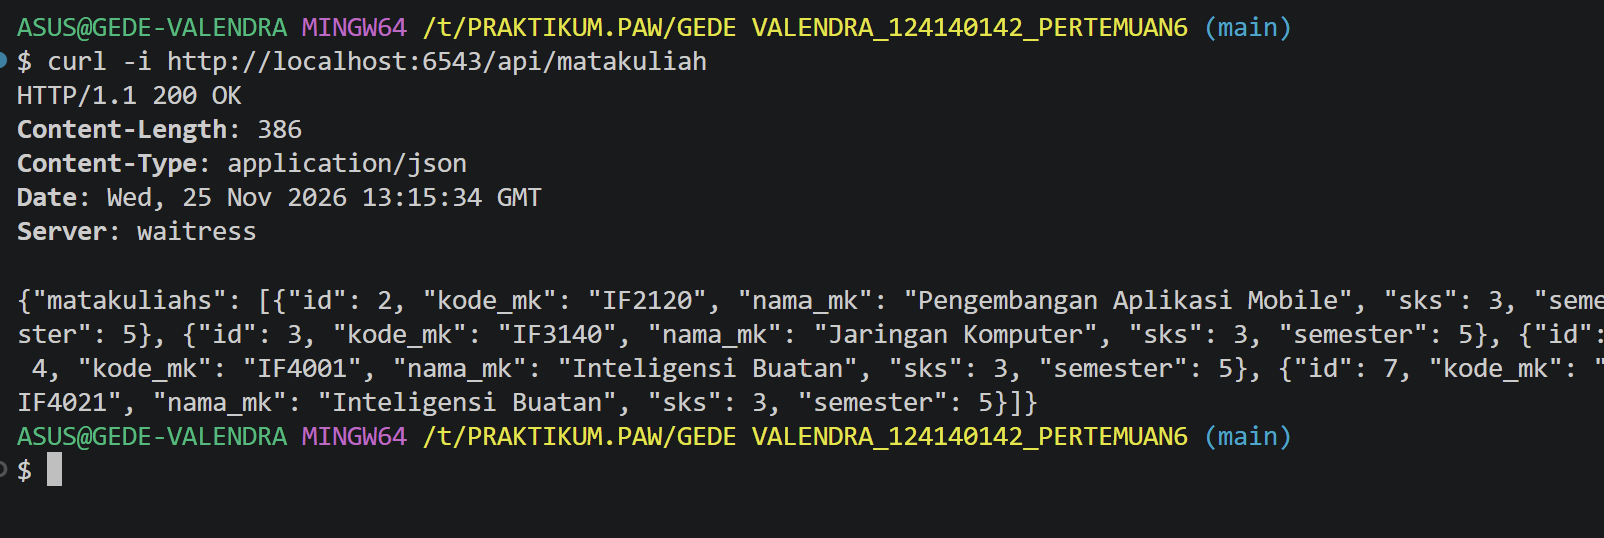 ASUS@GEDE-VALENDRA MINGW64 /t/PRAKTIKUM.PAW/GEDE VALENDRA_124140142_PERTEMUAN6 (main)
$ curl -i http://localhost:6543/api/matakuliah
HTTP/1.1 200 OK
Content-Length: 386
Content-Type: application/json
Date: Wed, 25 Nov 2026 13:15:34 GMT
Server: waitress
{"matakuliahs": [{"id": 2, "kode_mk": "IF2120", "nama_mk": "Pengembangan Aplikasi Mobile", "sks": 3, "seme
ster": 5}, {"id": 3, "kode_mk": "IF3140", "nama_mk": "Jaringan Komputer", "sks": 3, "semester": 5}, {"id":
4, "kode_mk": "IF4001", "nama_mk": "Inteligensi Buatan", "sks": 3, "semester": 5}, {"id": 7, "kode_mk": "
IF4021", "nama_mk": "Inteligensi Buatan", "sks": 3, "semester": 5}]}
ASUS@GEDE-VALENDRA MINGW64 /t/PRAKTIKUM.PAW/GEDE VALENDRA_124140142_PERTEMUAN6 (main)
$